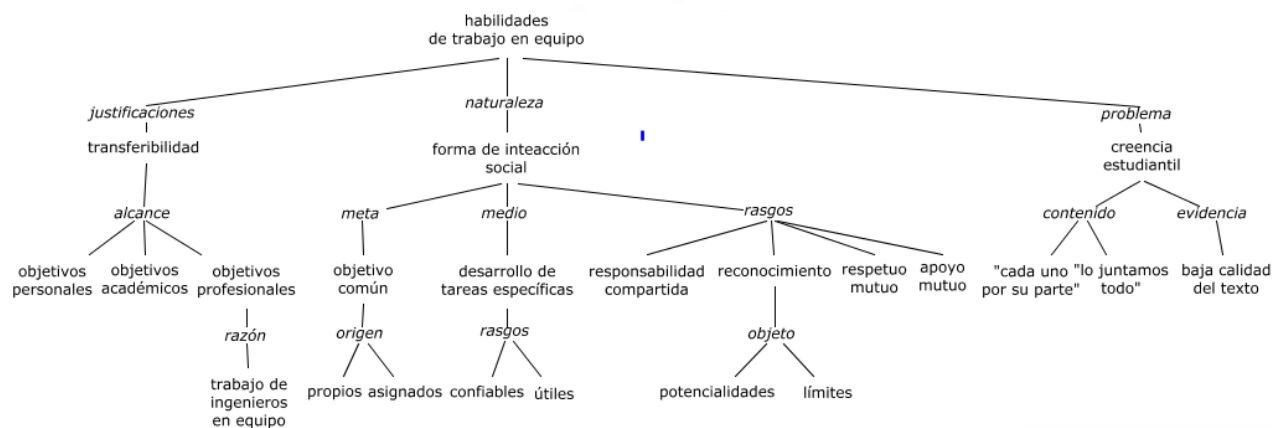 habilidades
de trabajo en equipo
justificaciones
naturaleza
problema
transferibilidad
forma de inteacción
social
creencia
estudiantil
alcance
meta
medio
rasgos
contenido
evidencia
objetivos
personales
objetivos
académicos
objetivos
profesionales
objetivo
común
desarrollo de
tareas específicas
responsabilidad
compartida
reconocimiento
respetuo
mutuo
apoyo
mutuo
"cada uno
por su parte"
"lo juntamos
todo"
baja calidad
del texto
razón
origen
rasgos
objeto
trabajo de
ingenieros
en equipo
propios
asignados
confiables
útiles
potencialidades
límites